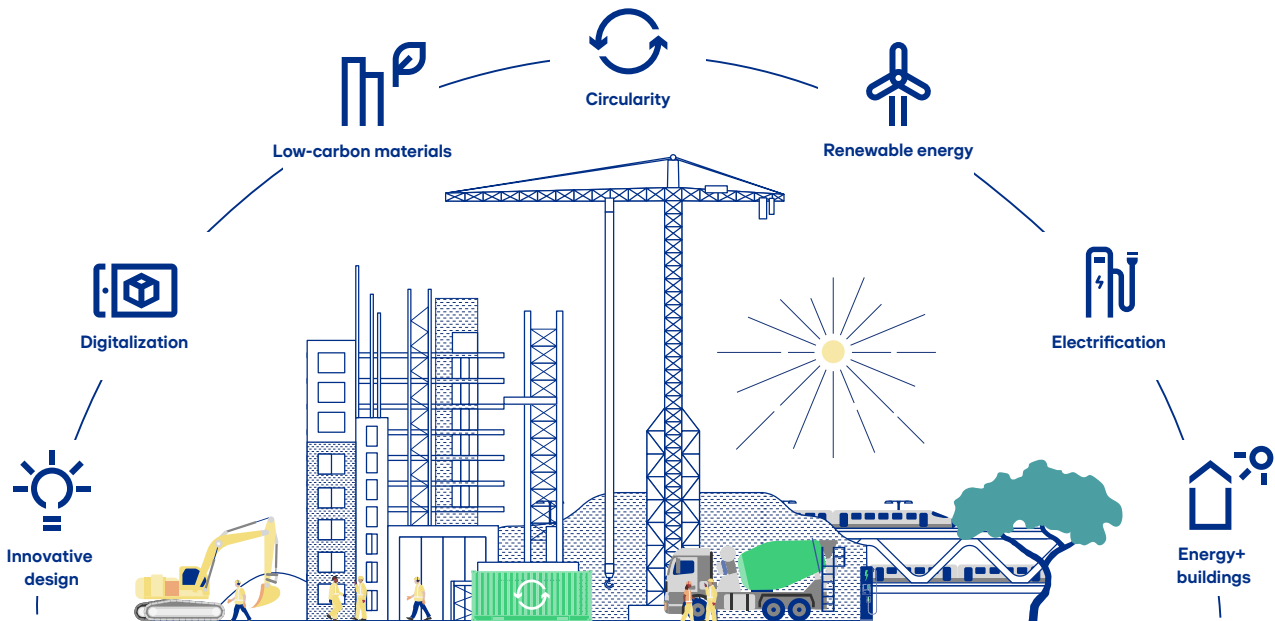 Circularity
Low-carbon materials
Renewable energy
Digitalization
Electrification
Innovative
design
Energy+
buildings